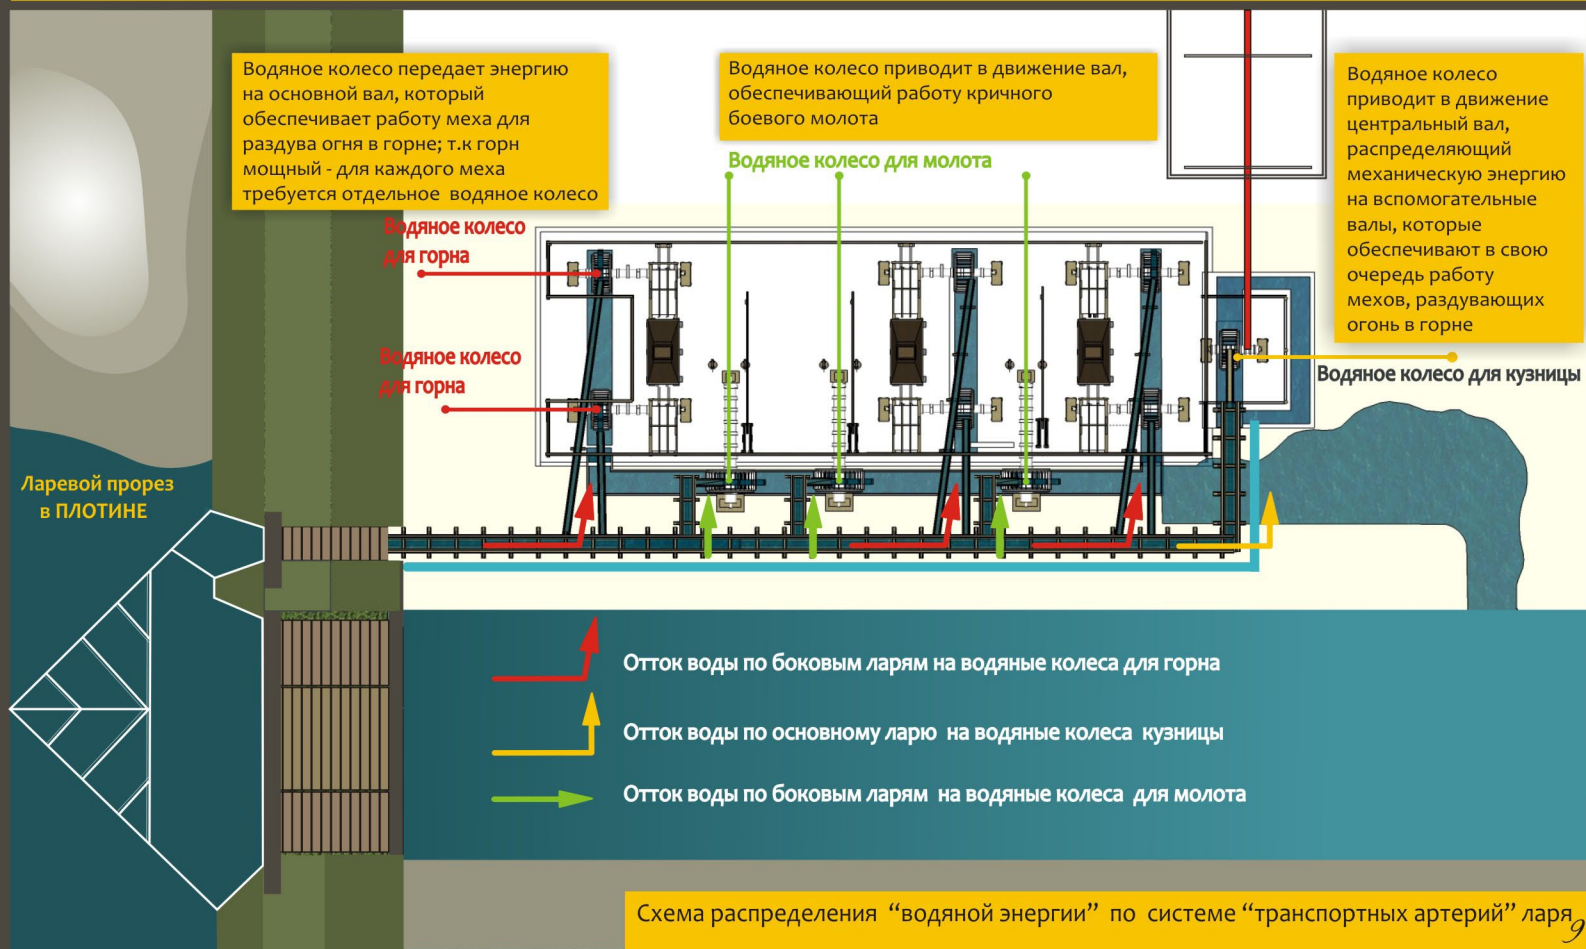 Водяное колесо передает энергию
на основной вал, который
обеспечивает работу меха для
раздува огня в горне; т.к горн
мощный - для каждого меха
требуется отдельное водяное колесо
Водяное колесо приводит в движение вал,
обеспечивающий работу кричного
боевого молота
Водяное колесо
приводит в движение
центральный вал,
распределяющий
механическую энергию
на вспомогательные
валы, которые
обеспечивают в свою
очередь работу
мехов, раздувающих
огонь в горне
Водяное колесо для молота
Водяное колесо
для горна
Водяное колесо
для горна
Водяное колесо для кузницы
Ларевой прорез
в ПЛОТИНЕ
Отток воды по боковым ларям на водяные колеса для горна
Отток воды по основному ларю на водяные колеса кузницы
Отток воды по боковым ларям на водяные колеса для молота
Схема распределения “водяной энергии” по системе “транспортных артерий” ларя
9